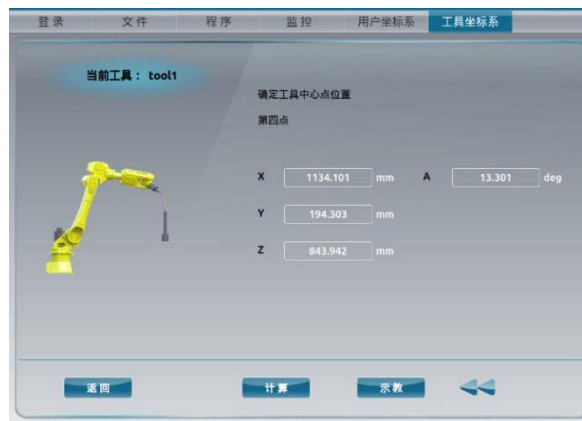 登录 文件 程序 监控 用户坐标系 工具坐标系
当前工具： tool1
确定工具中心点位置
第四点
X 1134.101 mm A 13.301 deg
Y 194.303 mm
Z 843.942 mm
返回 计算 示教